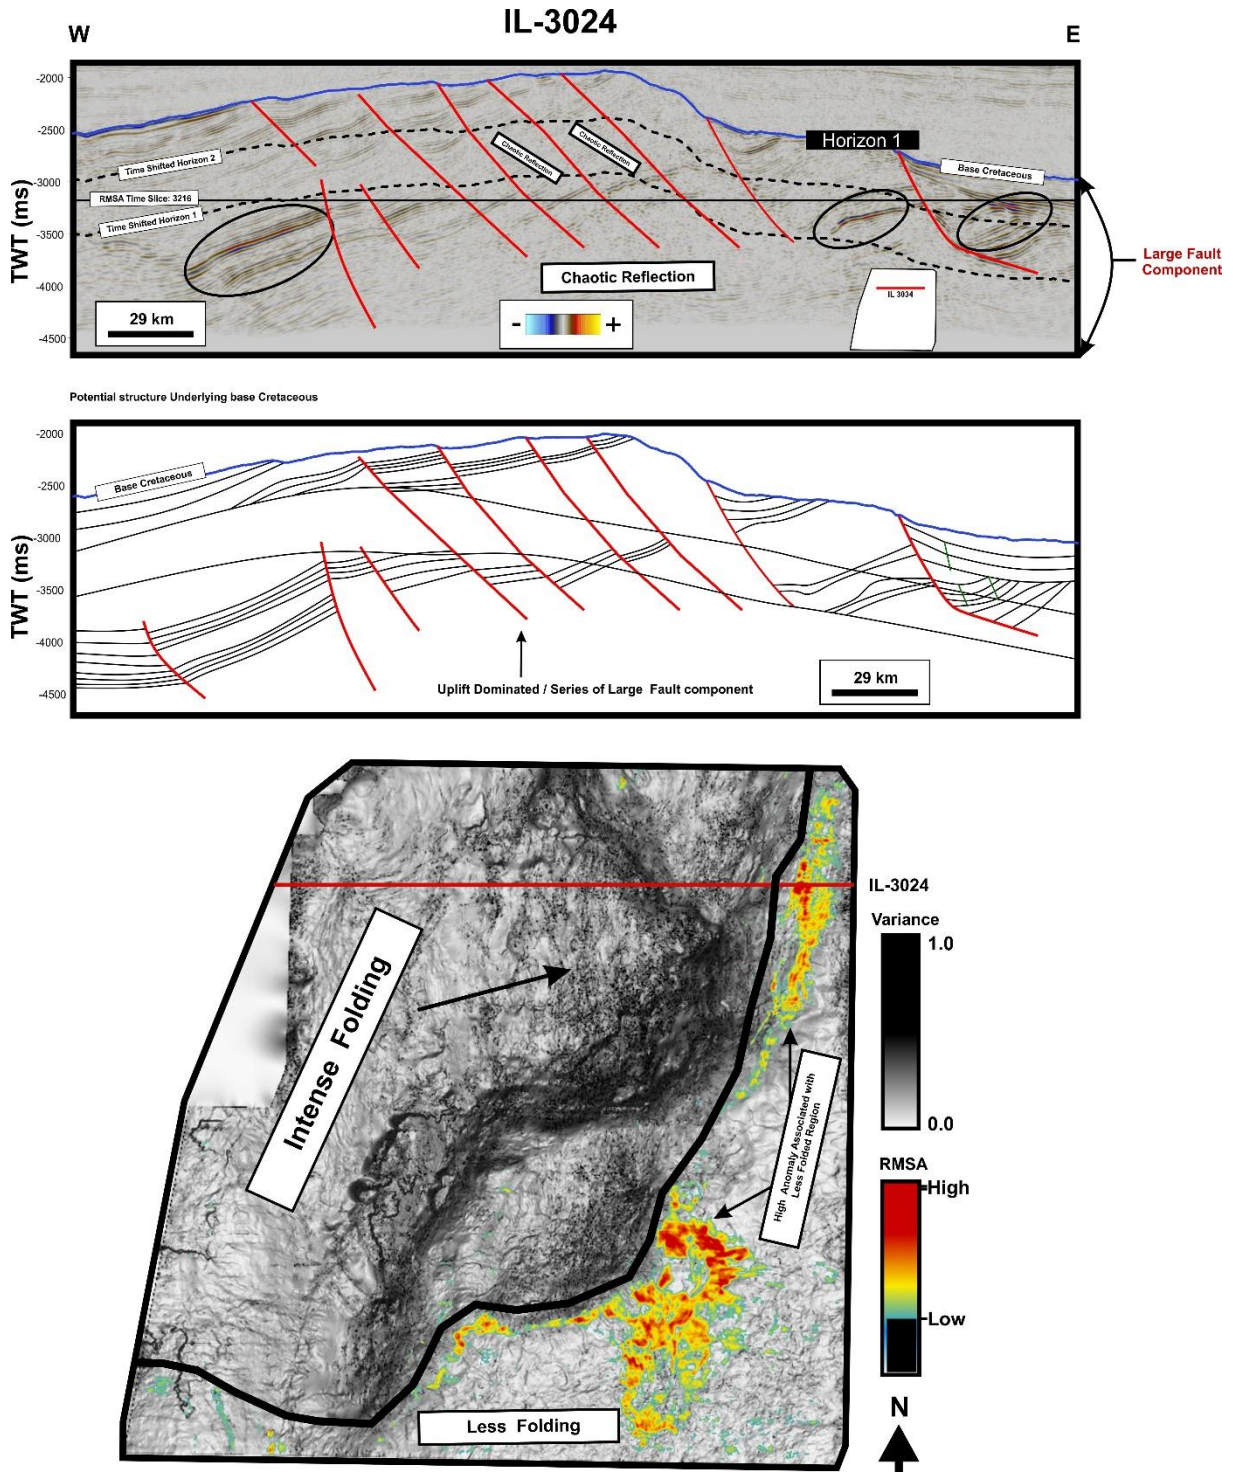 IL-3024
W
E
-2000
-2500
-3000
-3500
-4000
-4500
TWT (ms)
Time Shifted Horizon 2
RMSA Time Slice: 3216
Time Shifted Horizon 1
Chaotic Reflection
Chaotic Reflection
Horizon 1
Base Cretaceous
Large Fault
Component
Chaotic Reflection
29 km
- +
IL 3034
Potential structure Underlying base Cretaceous
-2000
-2500
-3000
-3500
-4000
-4500
TWT (ms)
Base Cretaceous
Uplift Dominated / Series of Large Fault component
29 km
IL-3024
Variance
1.0
0.0
Intense Folding
High Anomaly Associated with
Less Folded Region
RMSA
High
Low
Less Folding
N